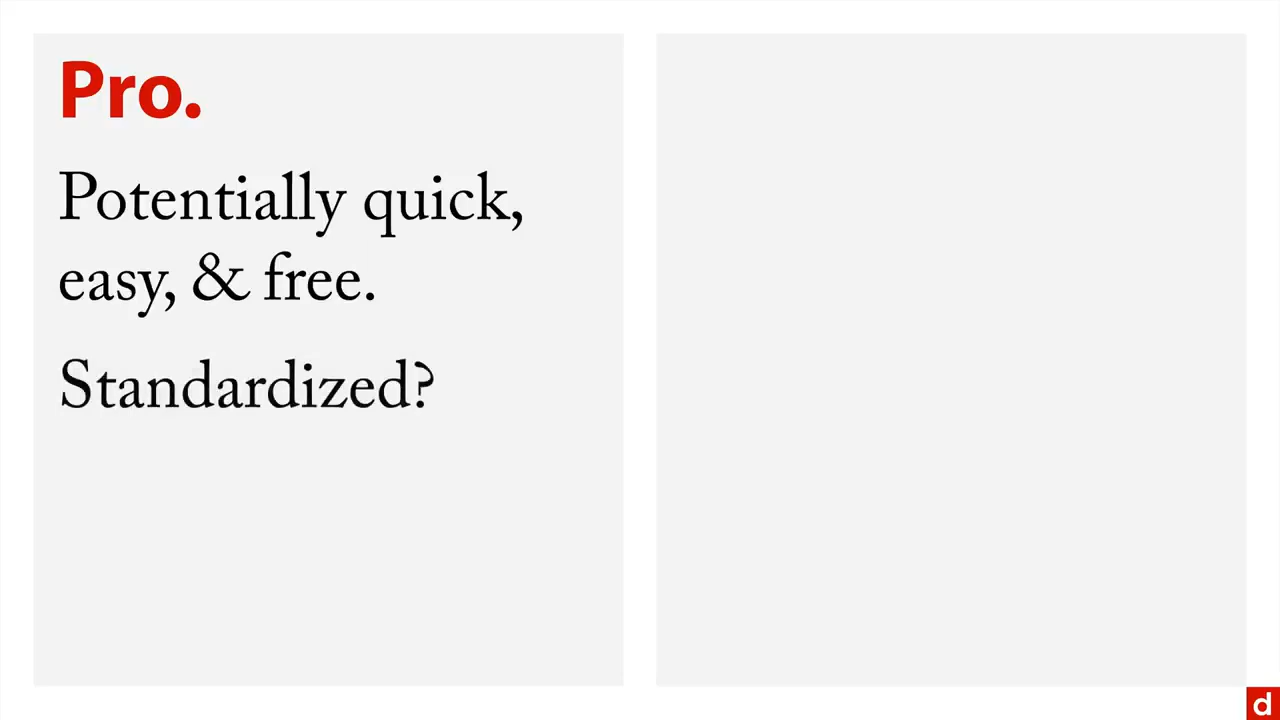 Pro.
Potentially quick,
easy, & free.
Standardized?
d